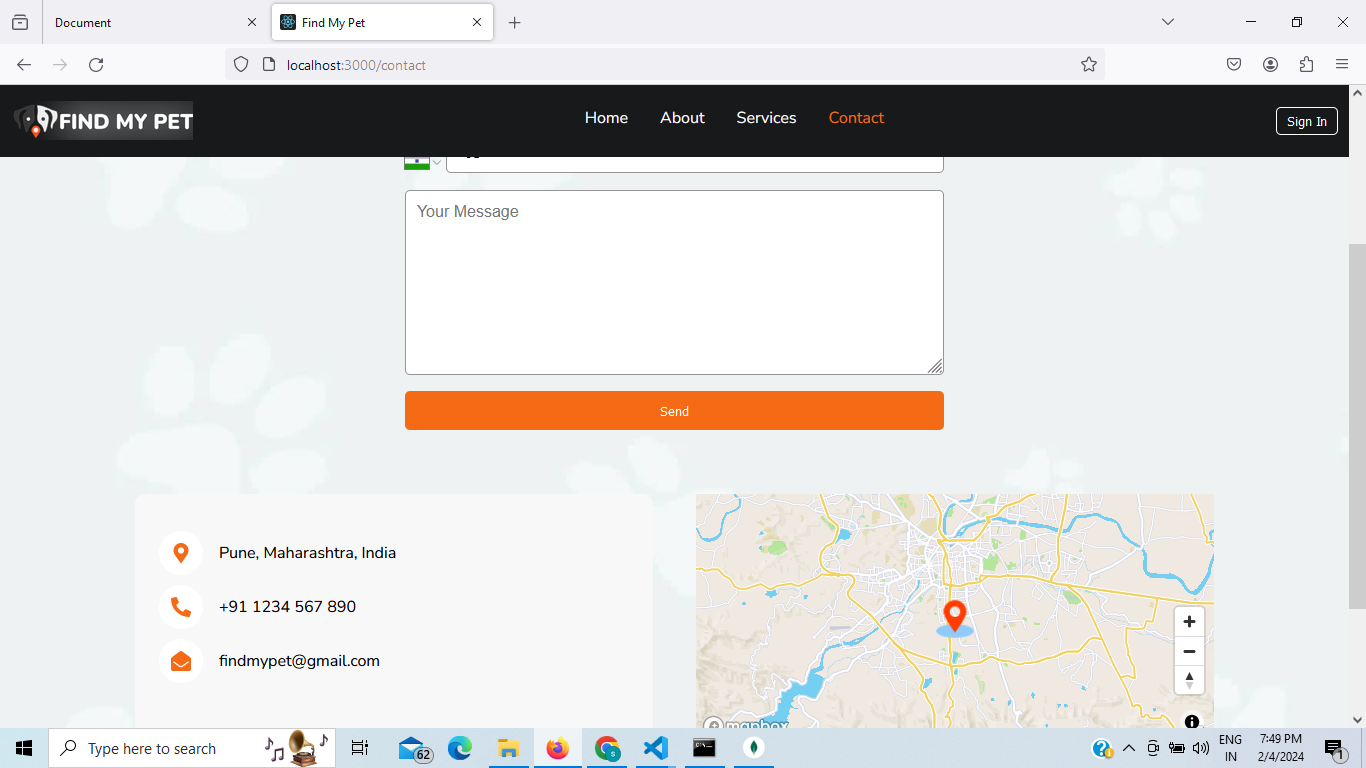 Document
Find My Pet
localhost:3000/contact
FIND MY PET
Home
About
Services
Contact
Sign In
Your Message
Send
Pune, Maharashtra, India
+91 1234 567 890
findmypet@gmail.com
mapbox
Type here to search
62
ENG
IN
7:49 PM
2/4/2024
1